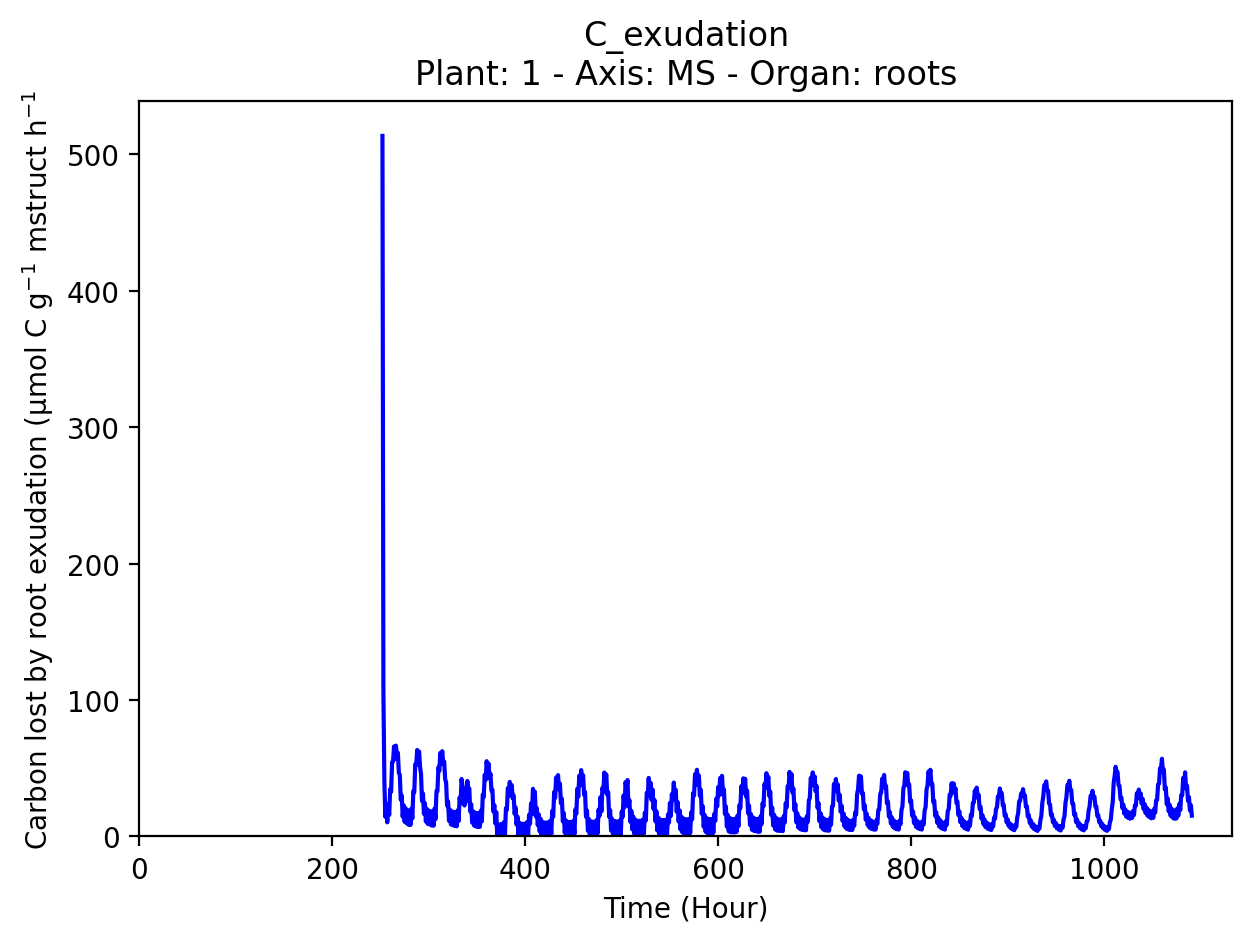 C_exudation
Plant: 1 - Axis: MS - Organ: roots
Carbon lost by root exudation (µmol C g⁻¹ mstruct h⁻¹
500
400
300
200
100
0
0 200 400 600 800 1000
Time (Hour)